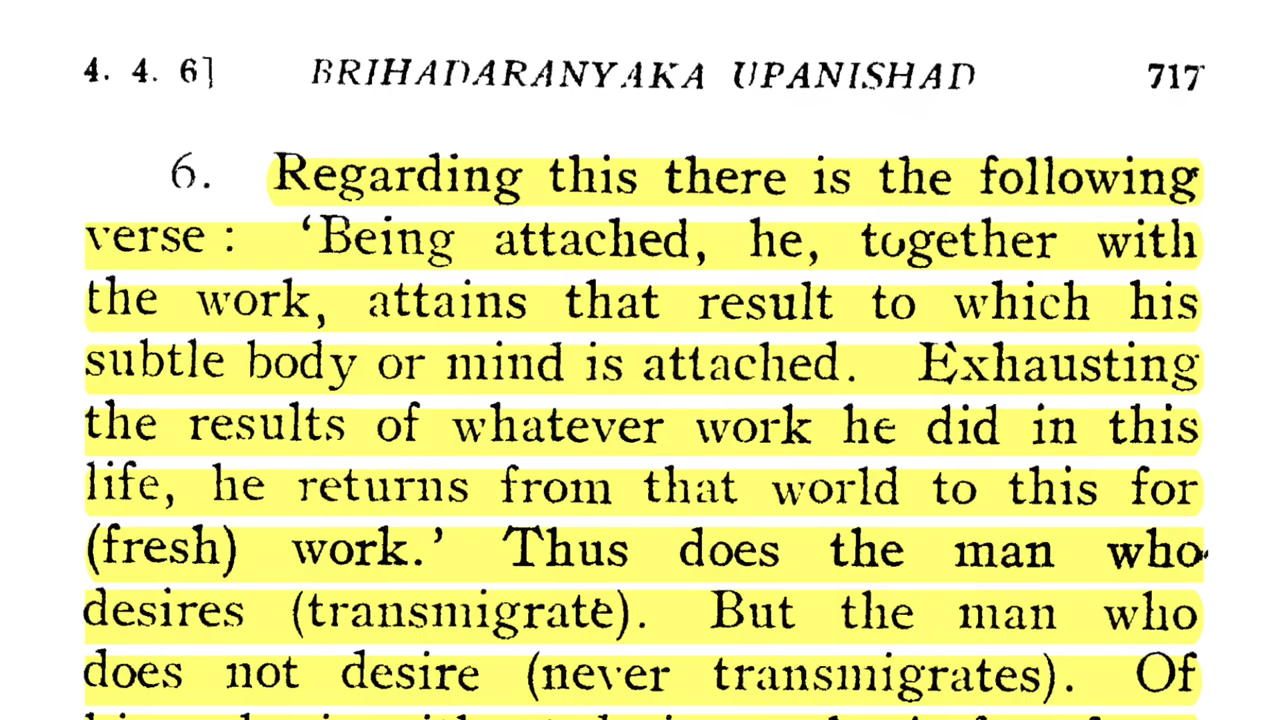 4. 4. 6] BRIHADARANYAKA UPANISHAD 717
6. Regarding this there is the following
verse : ‘Being attached, he, together with
the work, attains that result to which his
subtle body or mind is attached. Exhausting
the results of whatever work he did in this
life, he returns from that world to this for
(fresh) work.’ Thus does the man who
desires (transmigrate). But the man who
does not desire (never transmigrates). Of